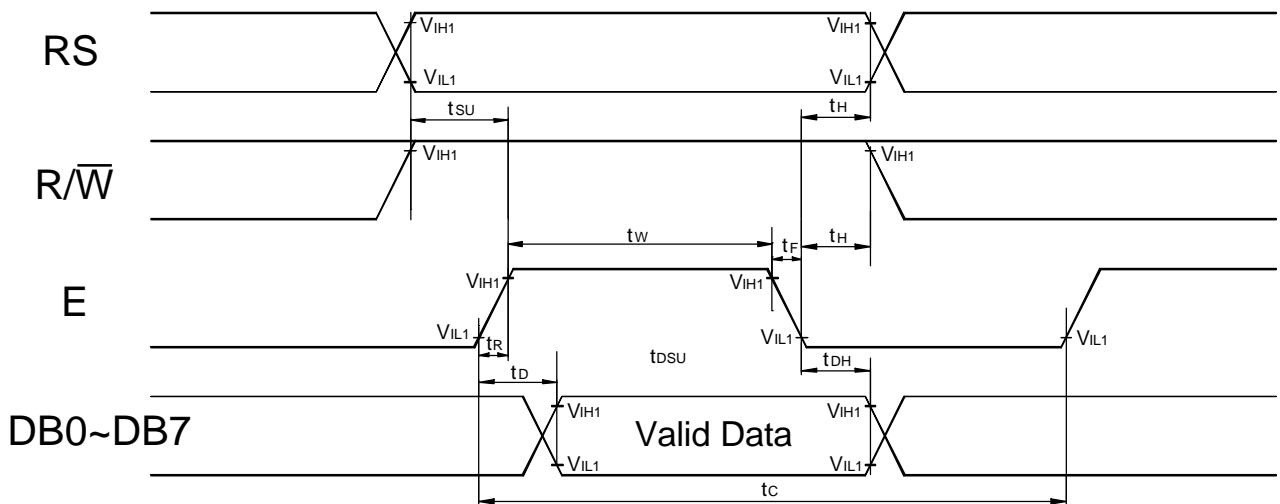 RS
VIH1
VIH1
VIL1
VIL1
tSU
tH
R/W̅
VIH1
VIH1
tW
tF
tH
E
VIH1
VIH1
VIL1
VIL1
VIL1
tR
tDSU
tD
tDH
DB0~DB7
VIH1
Valid Data
VIH1
VIL1
VIL1
tC